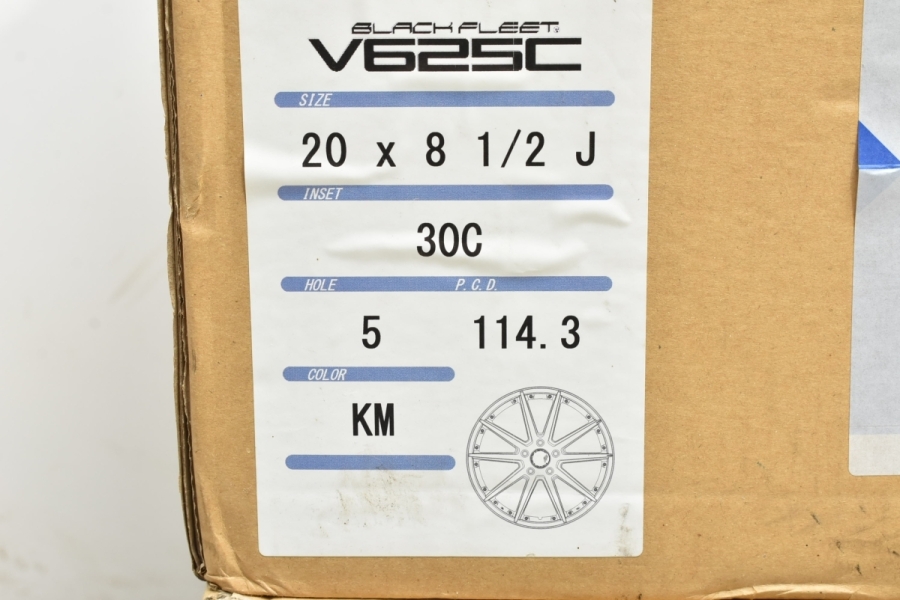 BLACK FLEET
V625C
SIZE
20 x 8 1/2 J
INSET
30C
HOLE P.C.D.
5 114.3
COLOR
KM